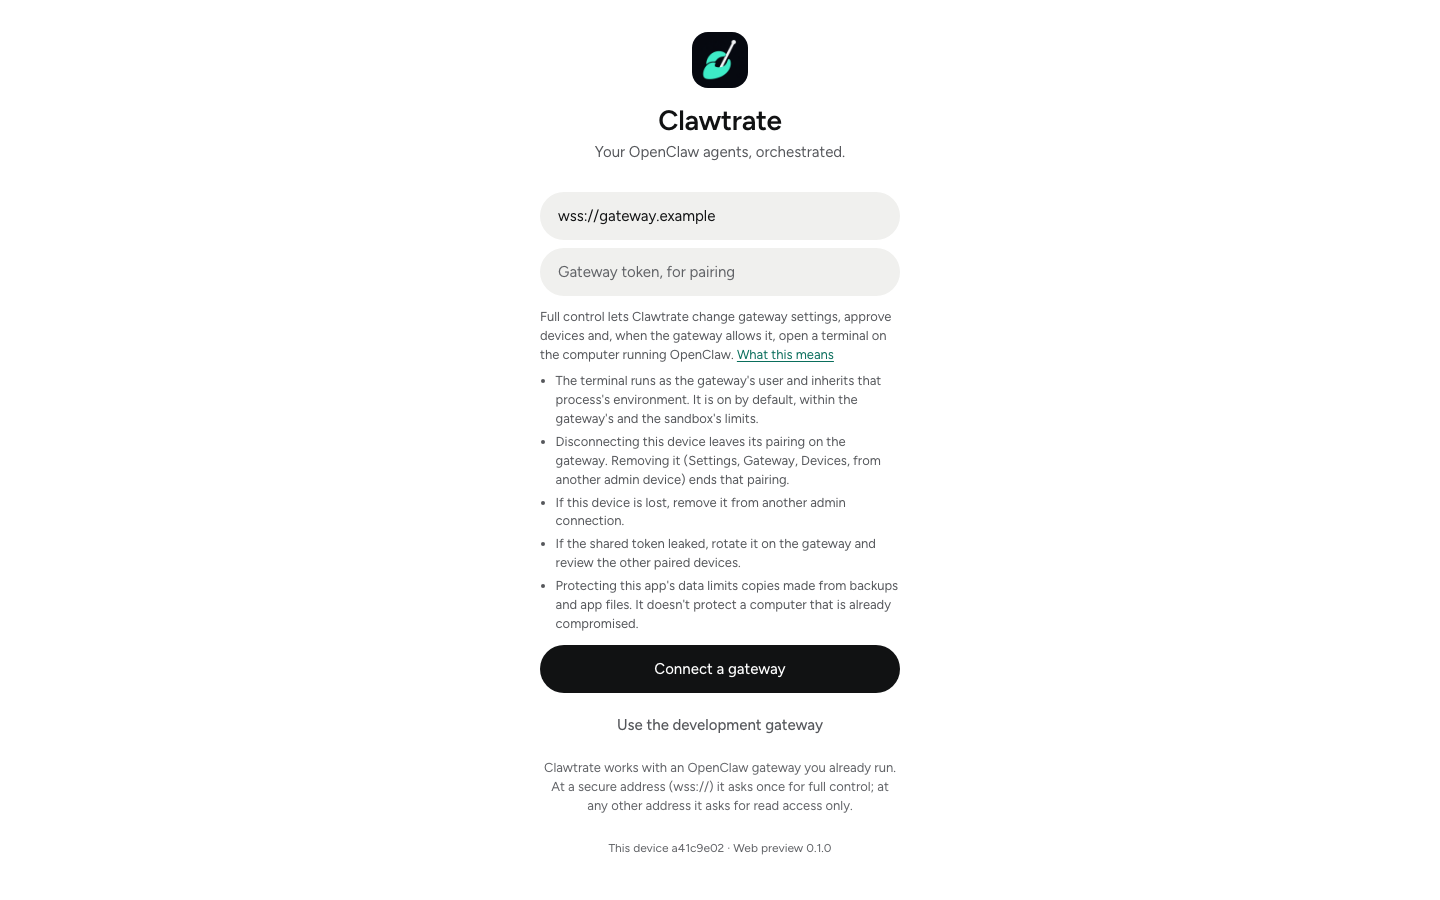 Clawtrate
Your OpenClaw agents, orchestrated.
wss://gateway.example
Gateway token, for pairing
Full control lets Clawtrate change gateway settings, approve
devices and, when the gateway allows it, open a terminal on
the computer running OpenClaw. What this means
• The terminal runs as the gateway's user and inherits that
process's environment. It is on by default, within the
gateway's and the sandbox's limits.
• Disconnecting this device leaves its pairing on the
gateway. Removing it (Settings, Gateway, Devices, from
another admin device) ends that pairing.
• If this device is lost, remove it from another admin
connection.
• If the shared token leaked, rotate it on the gateway and
review the other paired devices.
• Protecting this app's data limits copies made from backups
and app files. It doesn't protect a computer that is already
compromised.
Connect a gateway
Use the development gateway
Clawtrate works with an OpenClaw gateway you already run.
At a secure address (wss://) it asks once for full control; at
any other address it asks for read access only.
This device a41c9e02 · Web preview 0.1.0